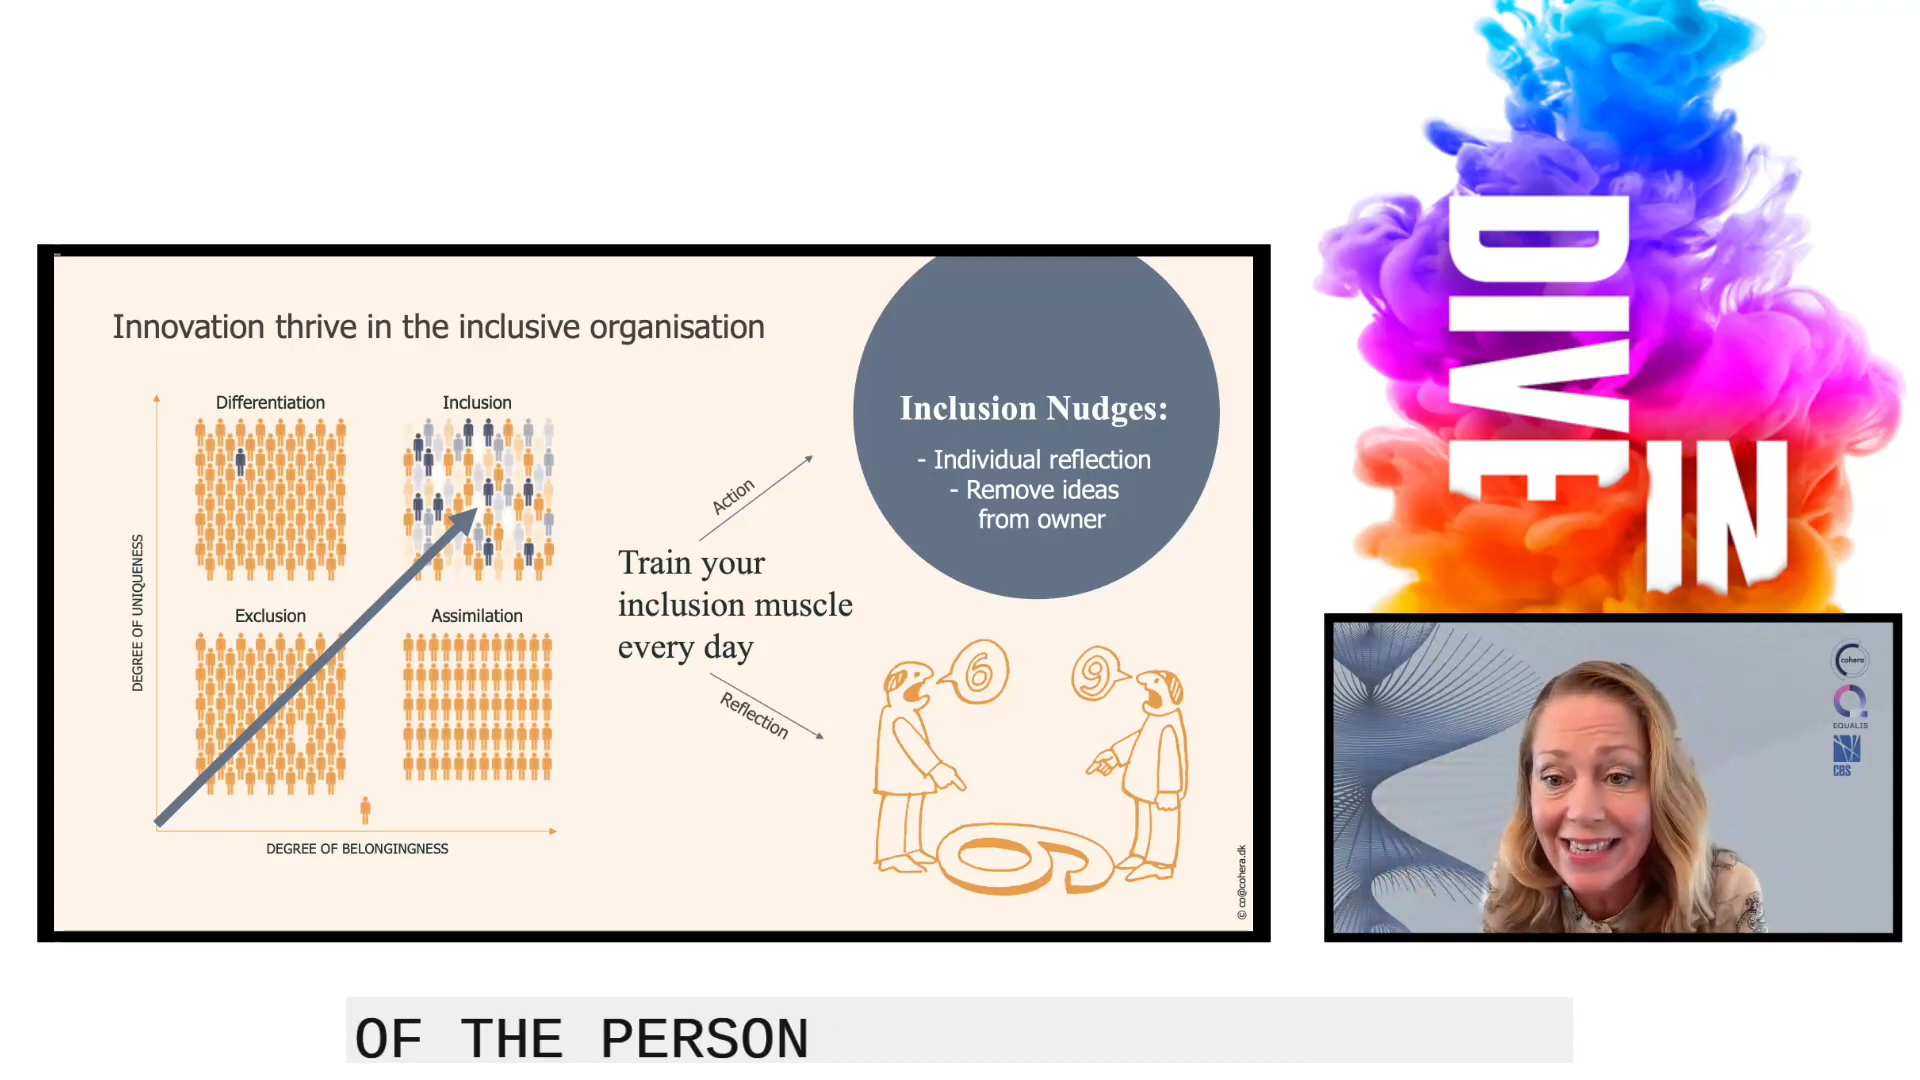 Innovation thrive in the inclusive organisation
Differentiation
Inclusion
Exclusion
Assimilation
DEGREE OF UNIQUENESS
DEGREE OF BELONGINGNESS
Action
Train your
inclusion muscle
every day
Reflection
Inclusion Nudges:
- Individual reflection
- Remove ideas
from owner
6
9
© co@cohera.dk
DIVE
IN
cohera
EQUALIS
CBS
OF THE PERSON